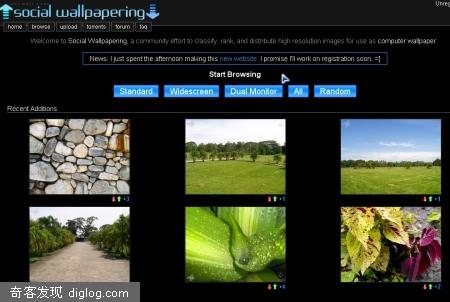 social wallpapering
Unreg
home browse upload torrents forum faq
Welcome to Social Wallpapering, a community effort to classify, rank, and distribute high resolution images for use as computer wallpaper
News: I just spent the afternoon making this new website. I promise I'll work on registration soon. =]
Start Browsing
Standard Widescreen Dual Monitor All Random
Recent Additions
+3 +1 +1
+6 +2
奇客发现 diglog.com